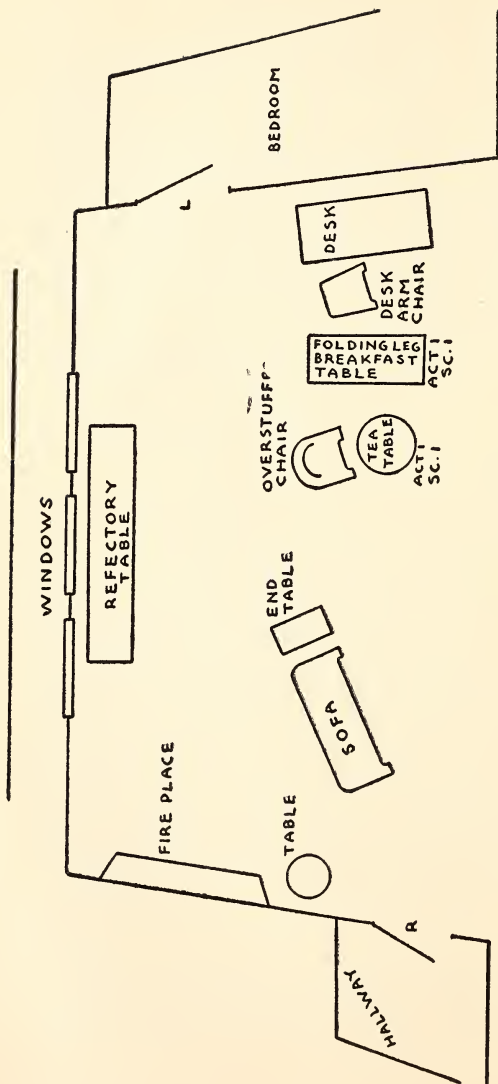 WINDOWS
REFECTORY
TABLE
FIRE PLACE
TABLE
HALLWAY
R
SOFA
END
TABLE
OVERSTUFF
CHAIR
TEA
TABLE
ACT I
SC. I
FOLDING LEG
BREAKFAST
TABLE
ACT I
SC. I
DESK
ARM
CHAIR
DESK
L
BEDROOM